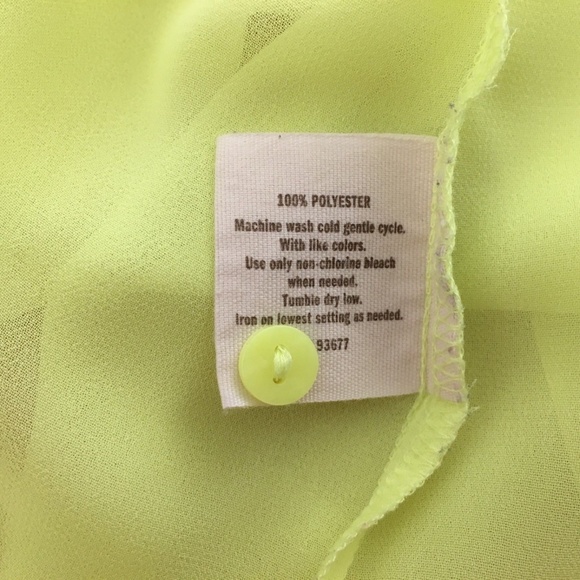 100% POLYESTER
Machine wash cold gentle cycle.
With like colors.
Use only non-chlorine bleach
when needed.
Tumble dry low.
Iron on lowest setting as needed.
93677